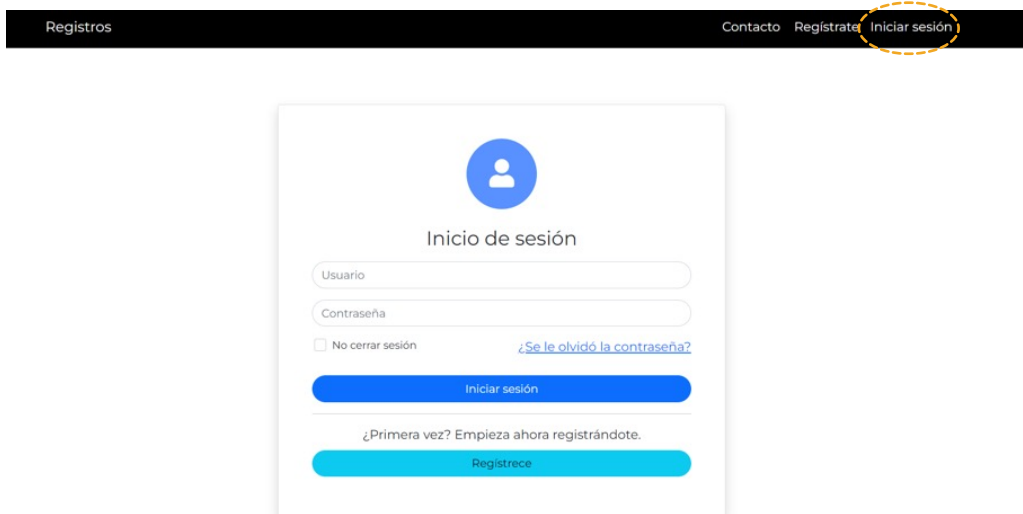 Registros Contacto Regístrate Iniciar sesión
Inicio de sesión
Usuario
Contraseña
No cerrar sesión ¿Se le olvidó la contraseña?
Iniciar sesión
¿Primera vez? Empieza ahora registrándote.
Regístrece